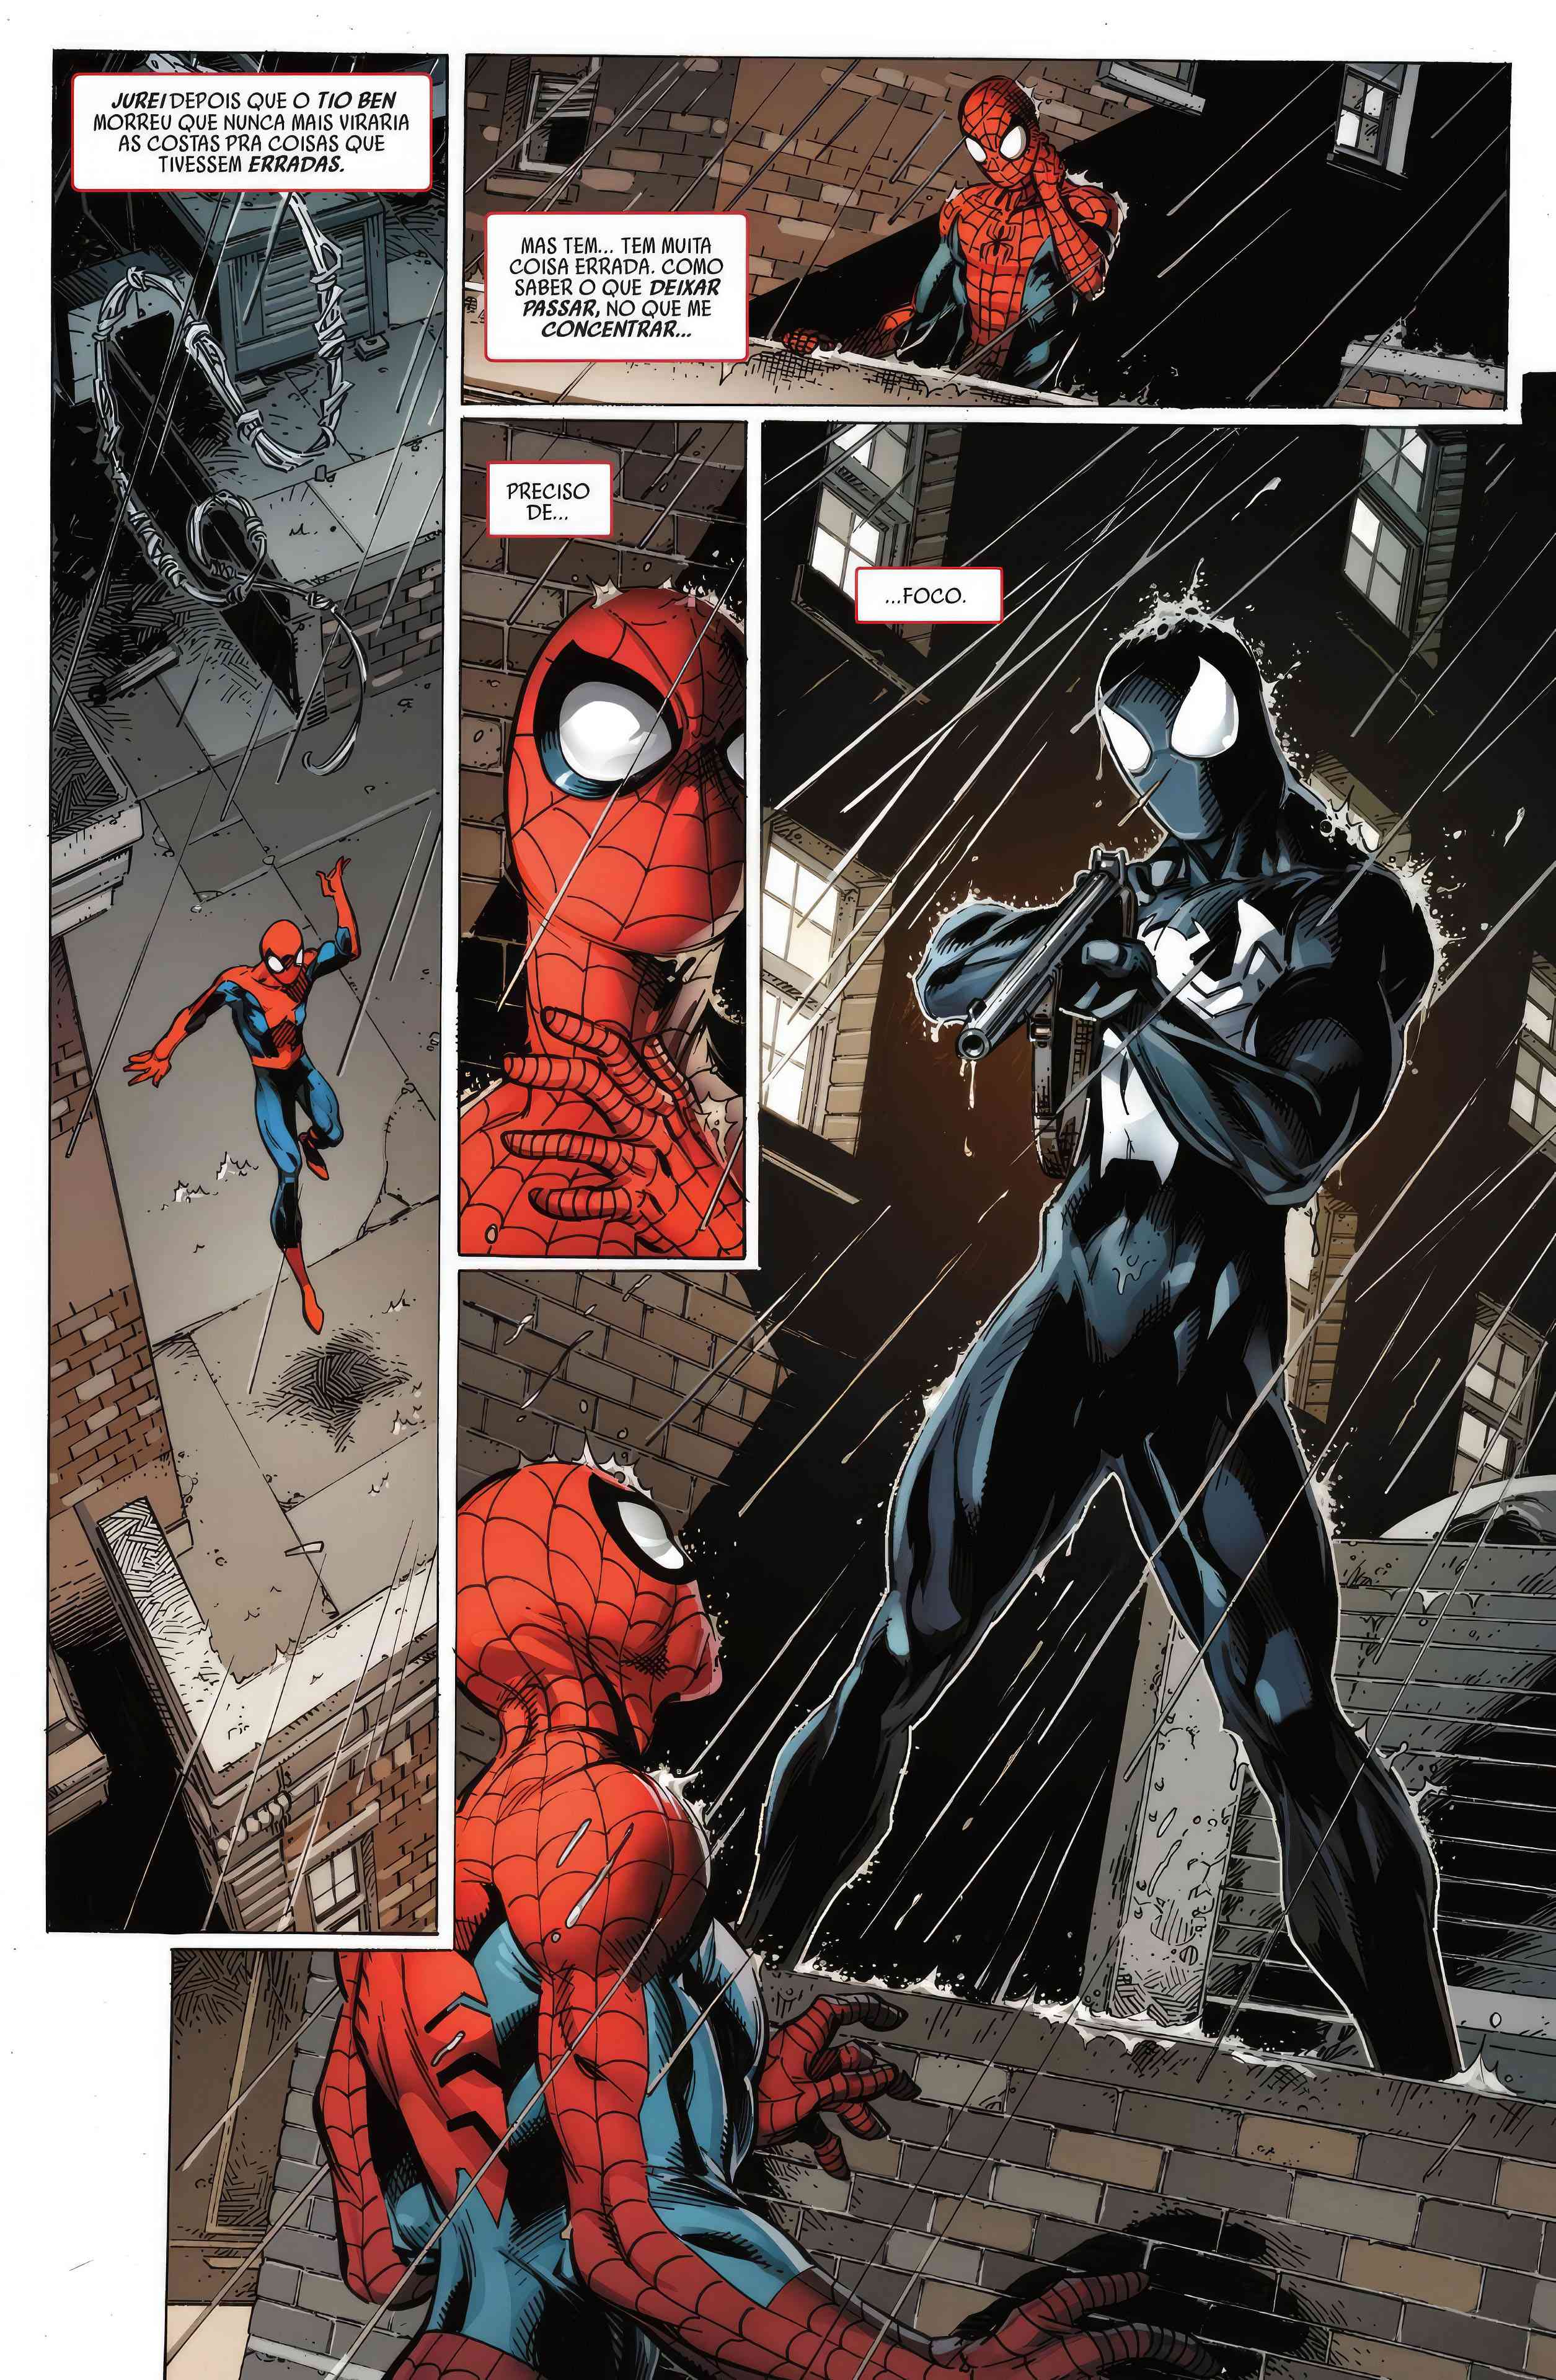 JUREI DEPOIS QUE O TIO BEN
MORREU QUE NUNCA MAIS VIRARIA
AS COSTAS PRA COISAS QUE
TIVESSEM ERRADAS.
MAS TEM... TEM MUITA
COISA ERRADA. COMO
SABER O QUE DEIXAR
PASSAR, NO QUE ME
CONCENTRAR...
PRECISO
DE...
...FOCO.